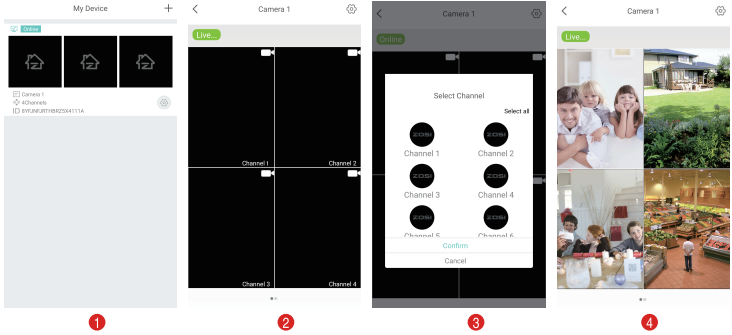 My Device
Online
Camera 1
4Channels
Camera 1
Live...
Channel 1
Channel 2
Channel 3
Channel 4
Camera 1
Online
Select Channel
Select all
ZOSI
ZOSI
Channel 1
Channel 2
ZOSI
ZOSI
Channel 3
Channel 4
ZOSI
ZOSI
Channel 5
Channel 6
Confirm
Cancel
Camera 1
Live...
1
2
3
4